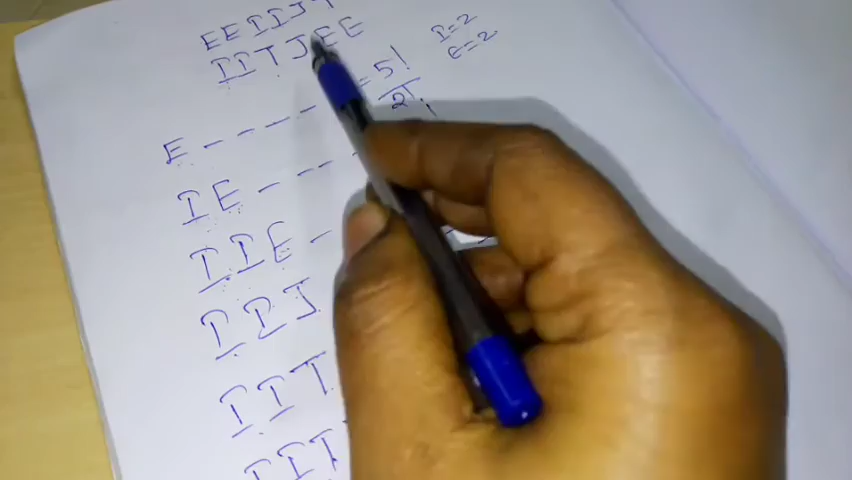 EEIIJT
IITJEE
I=2
E=2
E - - - - - = 5!/2!
IE - - - -
IIE -
IIJ
IIT
IIT